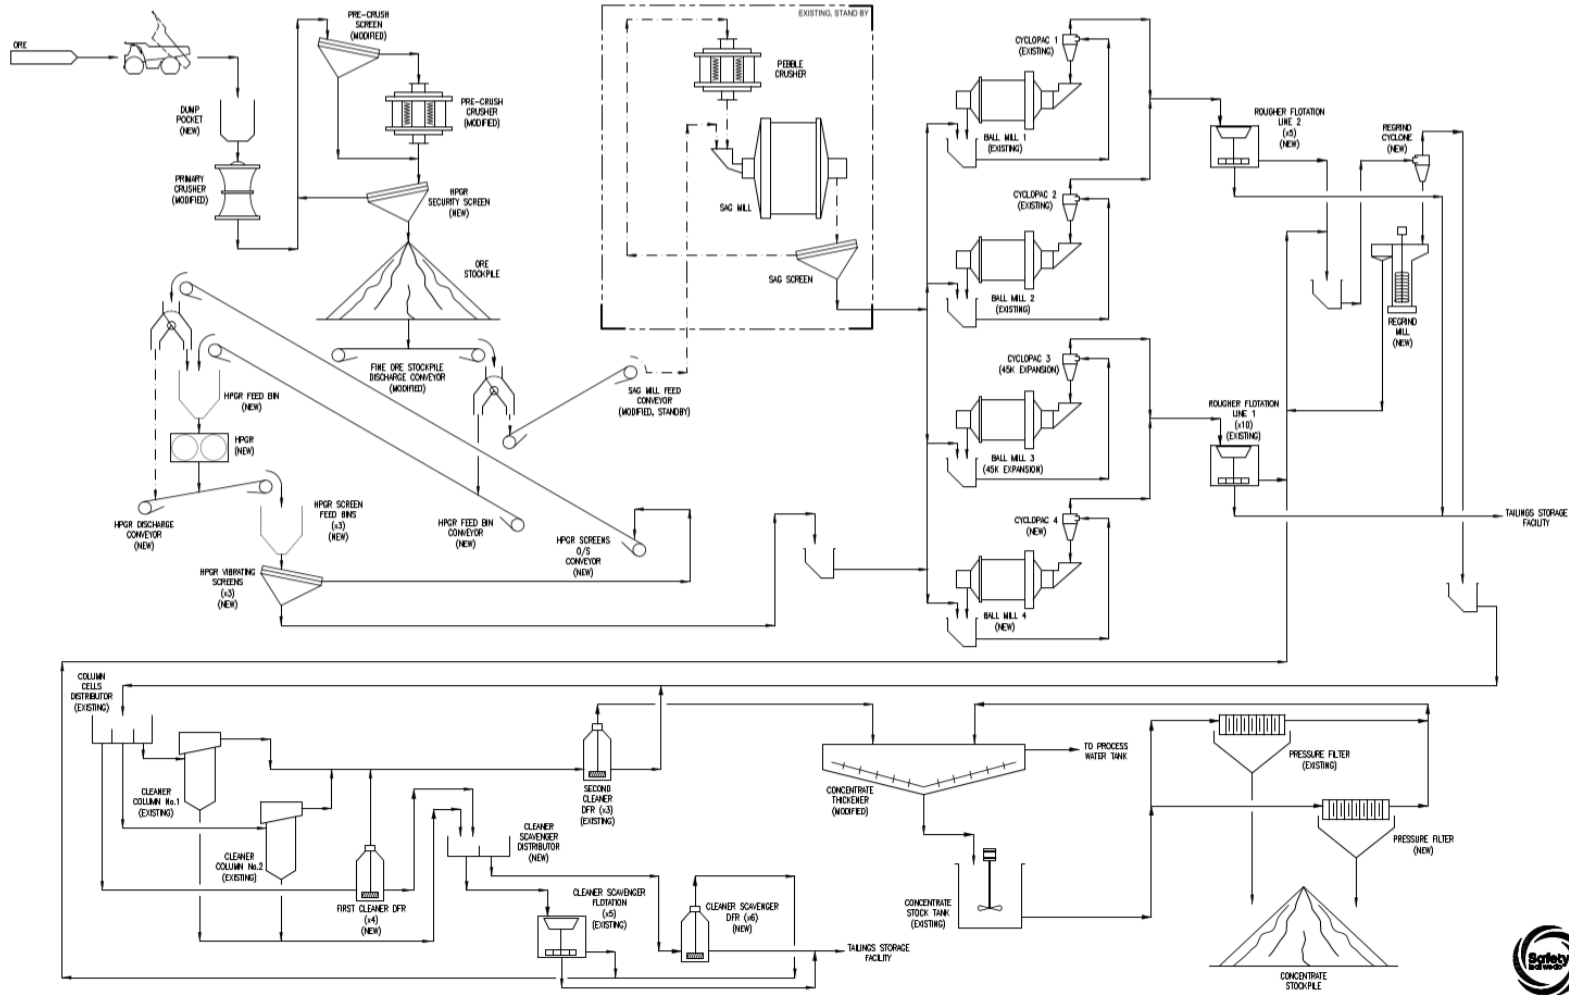 ORE
DUMP
POCKET
(NEW)
PRIMARY
CRUSHER
(MODIFIED)
PRE-CRUSH
SCREEN
(MODIFIED)
PRE-CRUSH
CRUSHER
(MODIFIED)
HPGR
SECURITY SCREEN
(NEW)
ORE
STOCKPILE
FINE ORE STOCKPILE
DISCHARGE CONVEYOR
(MODIFIED)
HPGR FEED BIN
(NEW)
HPGR
(NEW)
HPGR DISCHARGE
CONVEYOR
(NEW)
HPGR SCREEN
FEED BINS
(x3)
(NEW)
HPGR VIBRATING
SCREENS
(x3)
(NEW)
HPGR FEED BIN
CONVEYOR
(NEW)
HPGR SCREENS
O/S
CONVEYOR
(NEW)
SAG MILL FEED
CONVEYOR
(MODIFIED, STANDBY)
EXISTING, STAND BY
PEBBLE
CRUSHER
SAG MILL
SAG SCREEN
CYCLOPAC 1
(EXISTING)
BALL MILL 1
(EXISTING)
CYCLOPAC 2
(EXISTING)
BALL MILL 2
(EXISTING)
CYCLOPAC 3
(45K EXPANSION)
BALL MILL 3
(45K EXPANSION)
CYCLOPAC 4
(NEW)
BALL MILL 4
(NEW)
ROUGHER FLOTATION
LINE 2
(x5)
(NEW)
REGRIND
CYCLONE
(NEW)
REGRIND
MILL
(NEW)
ROUGHER FLOTATION
LINE 1
(x10)
(EXISTING)
TAILINGS STORAGE
FACILITY
COLUMN
CELLS
DISTRIBUTOR
(EXISTING)
CLEANER
COLUMN No.1
(EXISTING)
CLEANER
COLUMN No.2
(EXISTING)
FIRST CLEANER DFR
(x4)
(NEW)
SECOND
CLEANER
DFR (x3)
(EXISTING)
CLEANER
SCAVENGER
DISTRIBUTOR
(NEW)
CLEANER SCAVENGER
FLOTATION
(x5)
(EXISTING)
CLEANER SCAVENGER
DFR (x6)
(NEW)
TAILINGS STORAGE
FACILITY
CONCENTRATE
THICKENER
(MODIFIED)
TO PROCESS
WATER TANK
CONCENTRATE
STOCK TANK
(EXISTING)
PRESSURE FILTER
(EXISTING)
PRESSURE FILTER
(NEW)
CONCENTRATE
STOCKPILE
Safety
in all we do